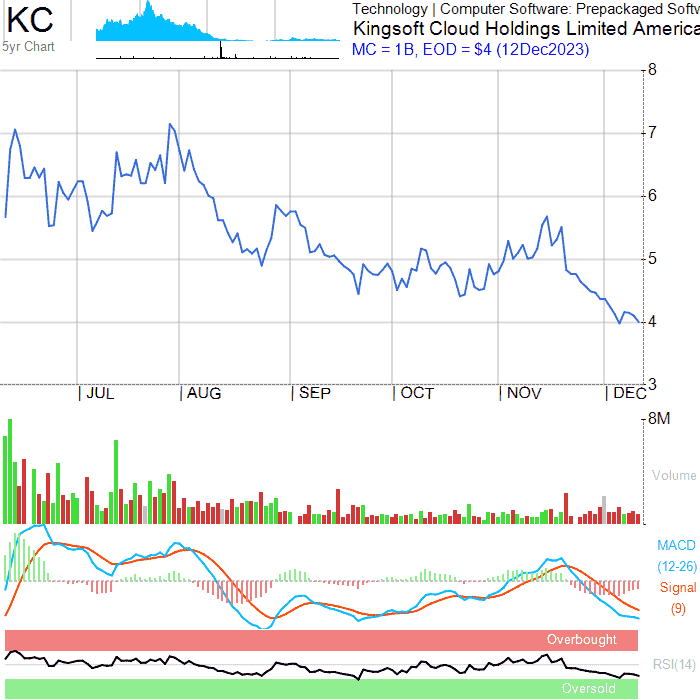 KC
5yr Chart
Technology | Computer Software: Prepackaged Softw
Kingsoft Cloud Holdings Limited America
MC = 1B, EOD = $4 (12Dec2023)
8
7
6
5
4
3
| JUL | AUG | SEP | OCT | NOV | DEC
8M
Volume
MACD
(12-26)
Signal
(9)
Overbought
RSI(14)
Oversold